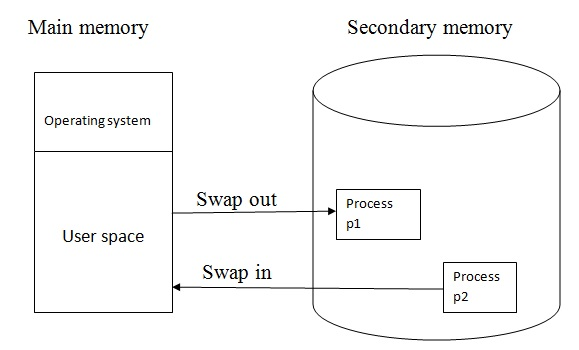 Main memory
Secondary memory
Operating system
User space
Swap out
Process
p1
Swap in
Process
p2